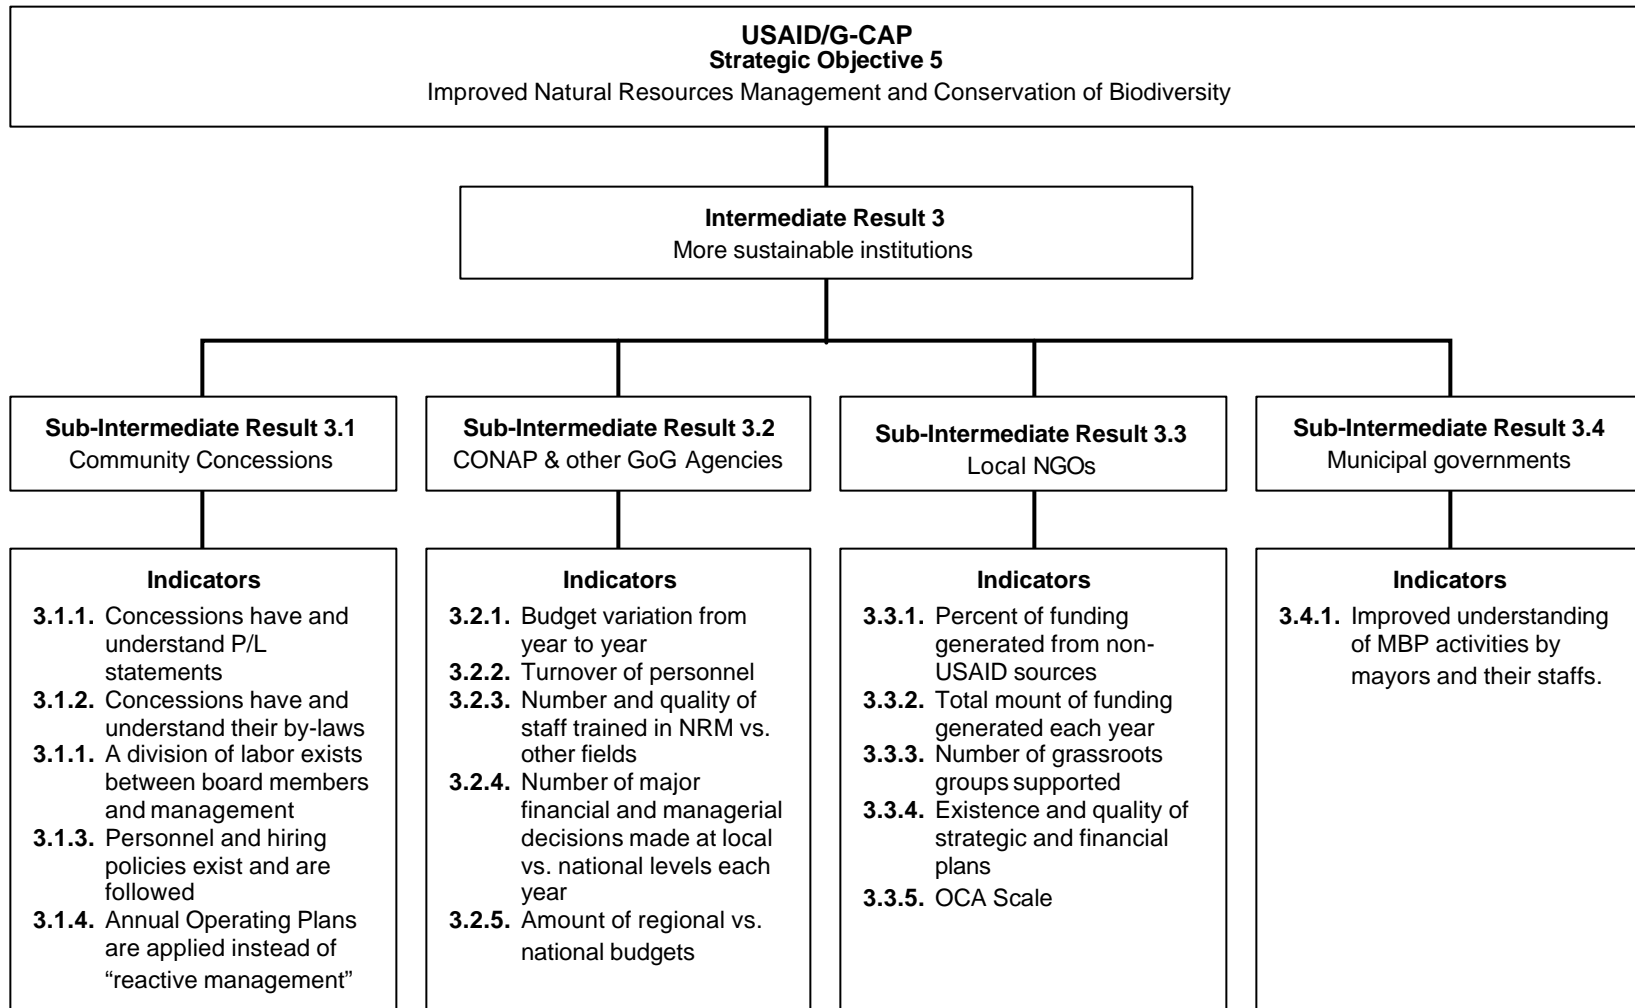 USAID/G-CAP
Strategic Objective 5
Improved Natural Resources Management and Conservation of Biodiversity
Intermediate Result 3
More sustainable institutions
Sub-Intermediate Result 3.1
Community Concessions
Sub-Intermediate Result 3.2
CONAP & other GoG Agencies
Sub-Intermediate Result 3.3
Local NGOs
Sub-Intermediate Result 3.4
Municipal governments
Indicators
3.1.1. Concessions have and
understand P/L
statements
3.1.2. Concessions have and
understand their by-laws
3.1.1. A division of labor exists
between board members
and management
3.1.3. Personnel and hiring
policies exist and are
followed
3.1.4. Annual Operating Plans
are applied instead of
“reactive management”
Indicators
3.2.1. Budget variation from
year to year
3.2.2. Turnover of personnel
3.2.3. Number and quality of
staff trained in NRM vs.
other fields
3.2.4. Number of major
financial and managerial
decisions made at local
vs. national levels each
year
3.2.5. Amount of regional vs.
national budgets
Indicators
3.3.1. Percent of funding
generated from non-
USAID sources
3.3.2. Total mount of funding
generated each year
3.3.3. Number of grassroots
groups supported
3.3.4. Existence and quality of
strategic and financial
plans
3.3.5. OCA Scale
Indicators
3.4.1. Improved understanding
of MBP activities by
mayors and their staffs.